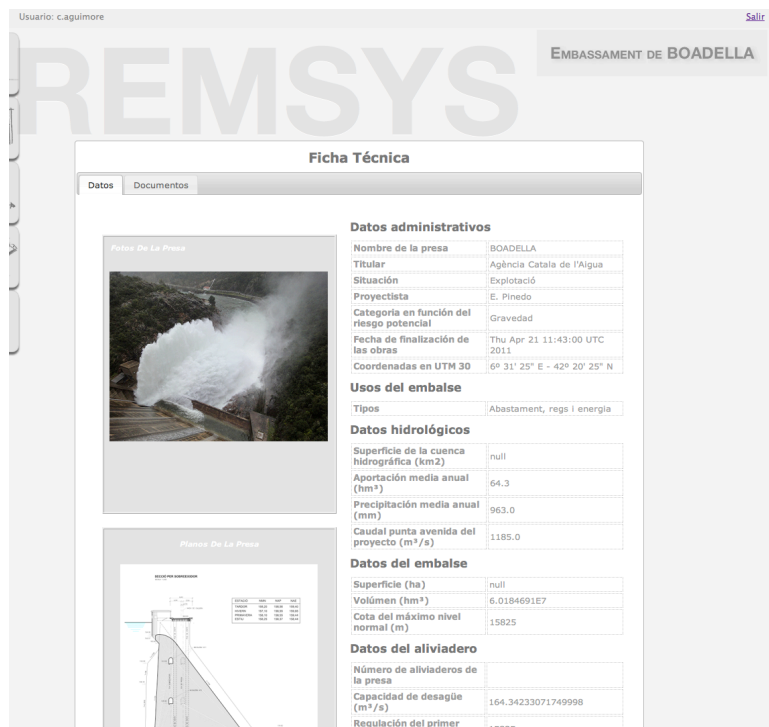 Usuario: c.aguimore
Salir
REMSYS
EMBASSAMENT DE BOADELLA
Ficha Técnica
Datos
Documentos
Fotos De La Presa
Planos De La Presa
Datos administrativos
Nombre de la presa
BOADELLA
Titular
Agència Catala de l'Aigua
Situación
Explotació
Proyectista
E. Pinedo
Categoria en función del
riesgo potencial
Gravedad
Fecha de finalización de
las obras
Thu Apr 21 11:43:00 UTC
2011
Coordenadas en UTM 30
6º 31' 25" E - 42º 20' 25" N
Usos del embalse
Tipos
Abastament, regs i energia
Datos hidrológicos
Superficie de la cuenca
hidrográfica (km2)
null
Aportación media anual
(hm³)
64.3
Precipitación media anual
(mm)
963.0
Caudal punta avenida del
proyecto (m³/s)
1185.0
Datos del embalse
Superficie (ha)
null
Volúmen (hm³)
6.0184691E7
Cota del máximo nivel
normal (m)
15825
Datos del aliviadero
Número de aliviaderos de
la presa
Capacidad de desagüe
(m³/s)
164.34233071749998
Regulación del primer